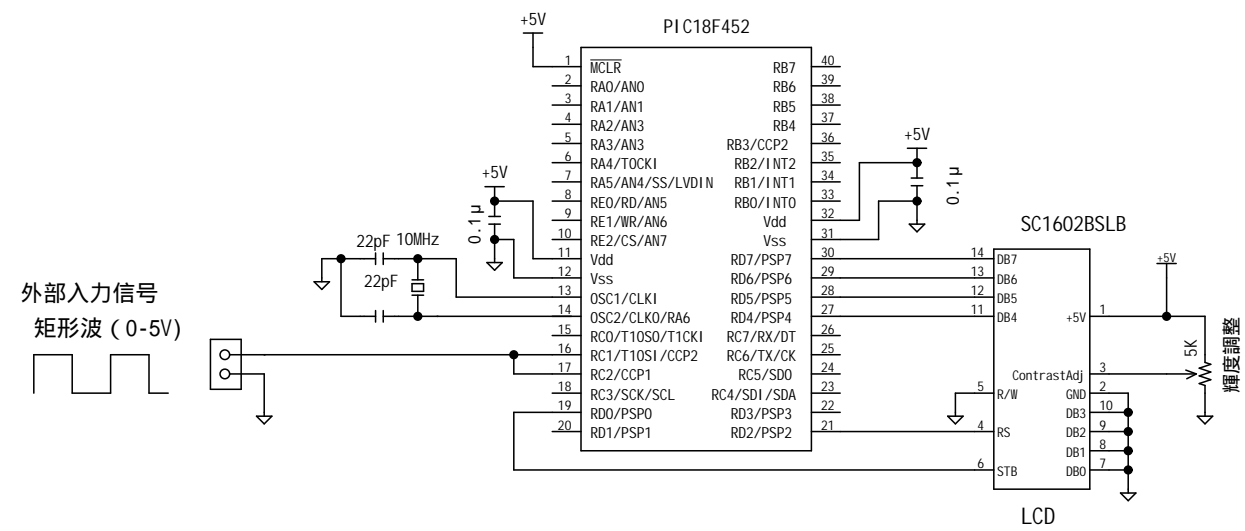 +5V
PIC18F452
1 MCLR
2 RA0/AN0
3 RA1/AN1
4 RA2/AN3
5 RA3/AN3
6 RA4/TOCKI
7 RA5/AN4/SS/LVDIN
8 RE0/RD/AN5
9 RE1/WR/AN6
10 RE2/CS/AN7
11 Vdd
12 Vss
13 OSC1/CLKI
14 OSC2/CLKO/RA6
15 RC0/T1OSO/T1CKI
16 RC1/T1OSI/CCP2
17 RC2/CCP1
18 RC3/SCK/SCL
19 RD0/PSP0
20 RD1/PSP1
RB7 40
RB6 39
RB5 38
RB4 37
RB3/CCP2 36
RB2/INT2 35
RB1/INT1 34
RB0/INT0 33
Vdd 32
Vss 31
RD7/PSP7 30
RD6/PSP6 29
RD5/PSP5 28
RD4/PSP4 27
RC7/RX/DT 26
RC6/TX/CK 25
RC5/SDO 24
RC4/SDI/SDA 23
RD3/PSP3 22
RD2/PSP2 21
+5V
0.1μ
22pF 10MHz
22pF
外部入力信号
矩形波(0-5V)
+5V
0.1μ
SC1602BSLB
14 DB7
13 DB6
12 DB5
11 DB4
5 R/W
4 RS
6 STB
+5V 1
ContrastAdj 3
GND 2
DB3 10
DB2 9
DB1 8
DB0 7
+5V
5K
輝度調整
LCD